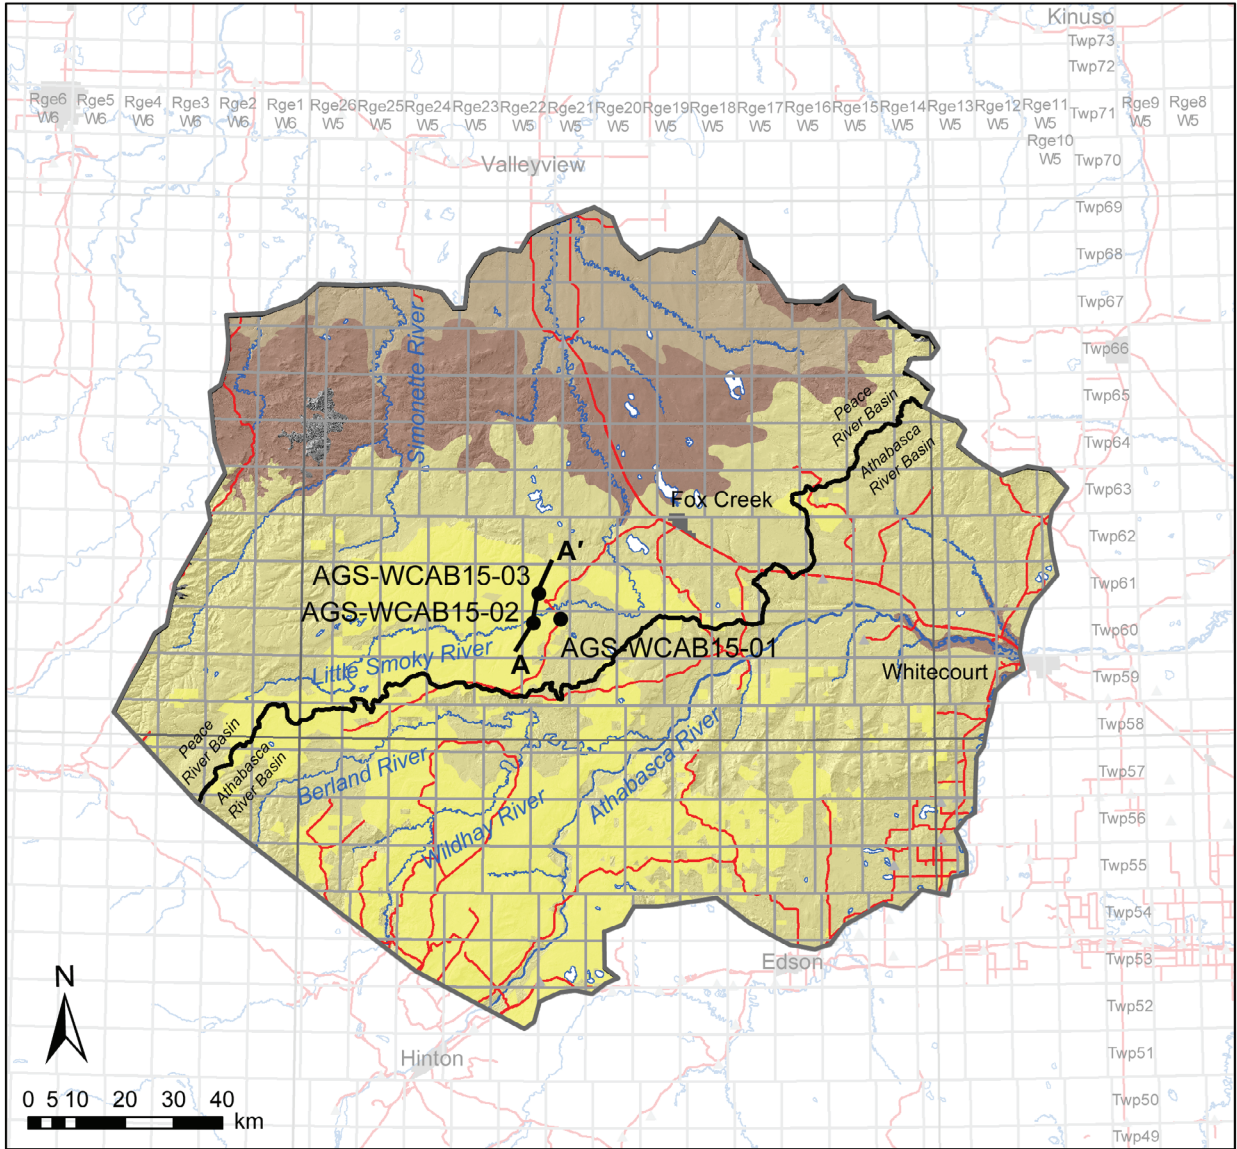 Kinuso
Twp73
Twp72
Rge6 Rge5 Rge4 Rge3 Rge2 Rge1 Rge26 Rge25 Rge24 Rge23 Rge22 Rge21 Rge20 Rge19 Rge18 Rge17 Rge16 Rge15 Rge14 Rge13 Rge12 Rge11 Twp71 Rge9 Rge8
W6 W6 W6 W6 W6 W6 W5 W5 W5 W5 W5 W5 W5 W5 W5 W5 W5 W5 W5 W5 W5 W5 W5 W5
Rge10
W5
Twp70
Valleyview
Twp69
Twp68
Twp67
Twp66
Simonette River
Twp65
Peace
River Basin
Athabasca
River Basin
Twp64
Twp63
Fox Creek
Twp62
A′
AGS-WCAB15-03
Twp61
AGS-WCAB15-02
Twp60
AGS-WCAB15-01
A
Little Smoky River
Whitecourt
Twp59
Twp58
Peace
River Basin
Athabasca
River Basin
Berland River
Athabasca River
Twp57
Wildhay River
Twp56
Twp55
Twp54
Edson
Twp53
N
Twp52
Hinton
Twp51
0 5 10 20 30 40
km
Twp50
Twp49